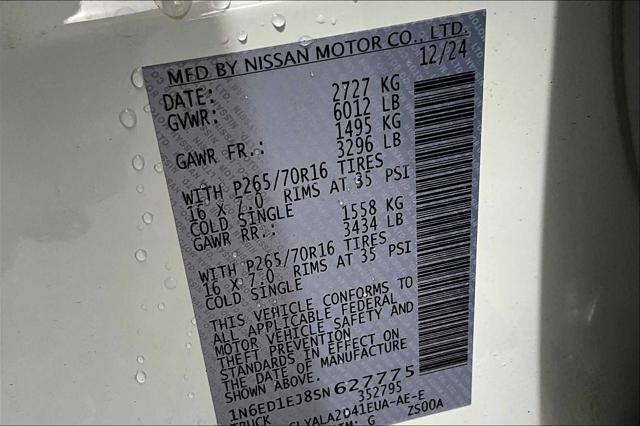 MFD BY NISSAN MOTOR CO., LTD.
DATE: 12/24
GVWR: 2727 KG
6012 LB
GAWR FR.: 1495 KG
3296 LB
WITH P265/70R16 TIRES
16 X 7.0 RIMS AT 35 PSI
COLD SINGLE
GAWR RR.: 1558 KG
3434 LB
WITH P265/70R16 TIRES
16 X 7.0 RIMS AT 35 PSI
COLD SINGLE
THIS VEHICLE CONFORMS TO
ALL APPLICABLE FEDERAL
MOTOR VEHICLE SAFETY AND
THEFT PREVENTION
STANDARDS IN EFFECT ON
THE DATE OF MANUFACTURE
SHOWN ABOVE.
1N6ED1EJ8SN627775
TRUCK 352795
ZS00A
G